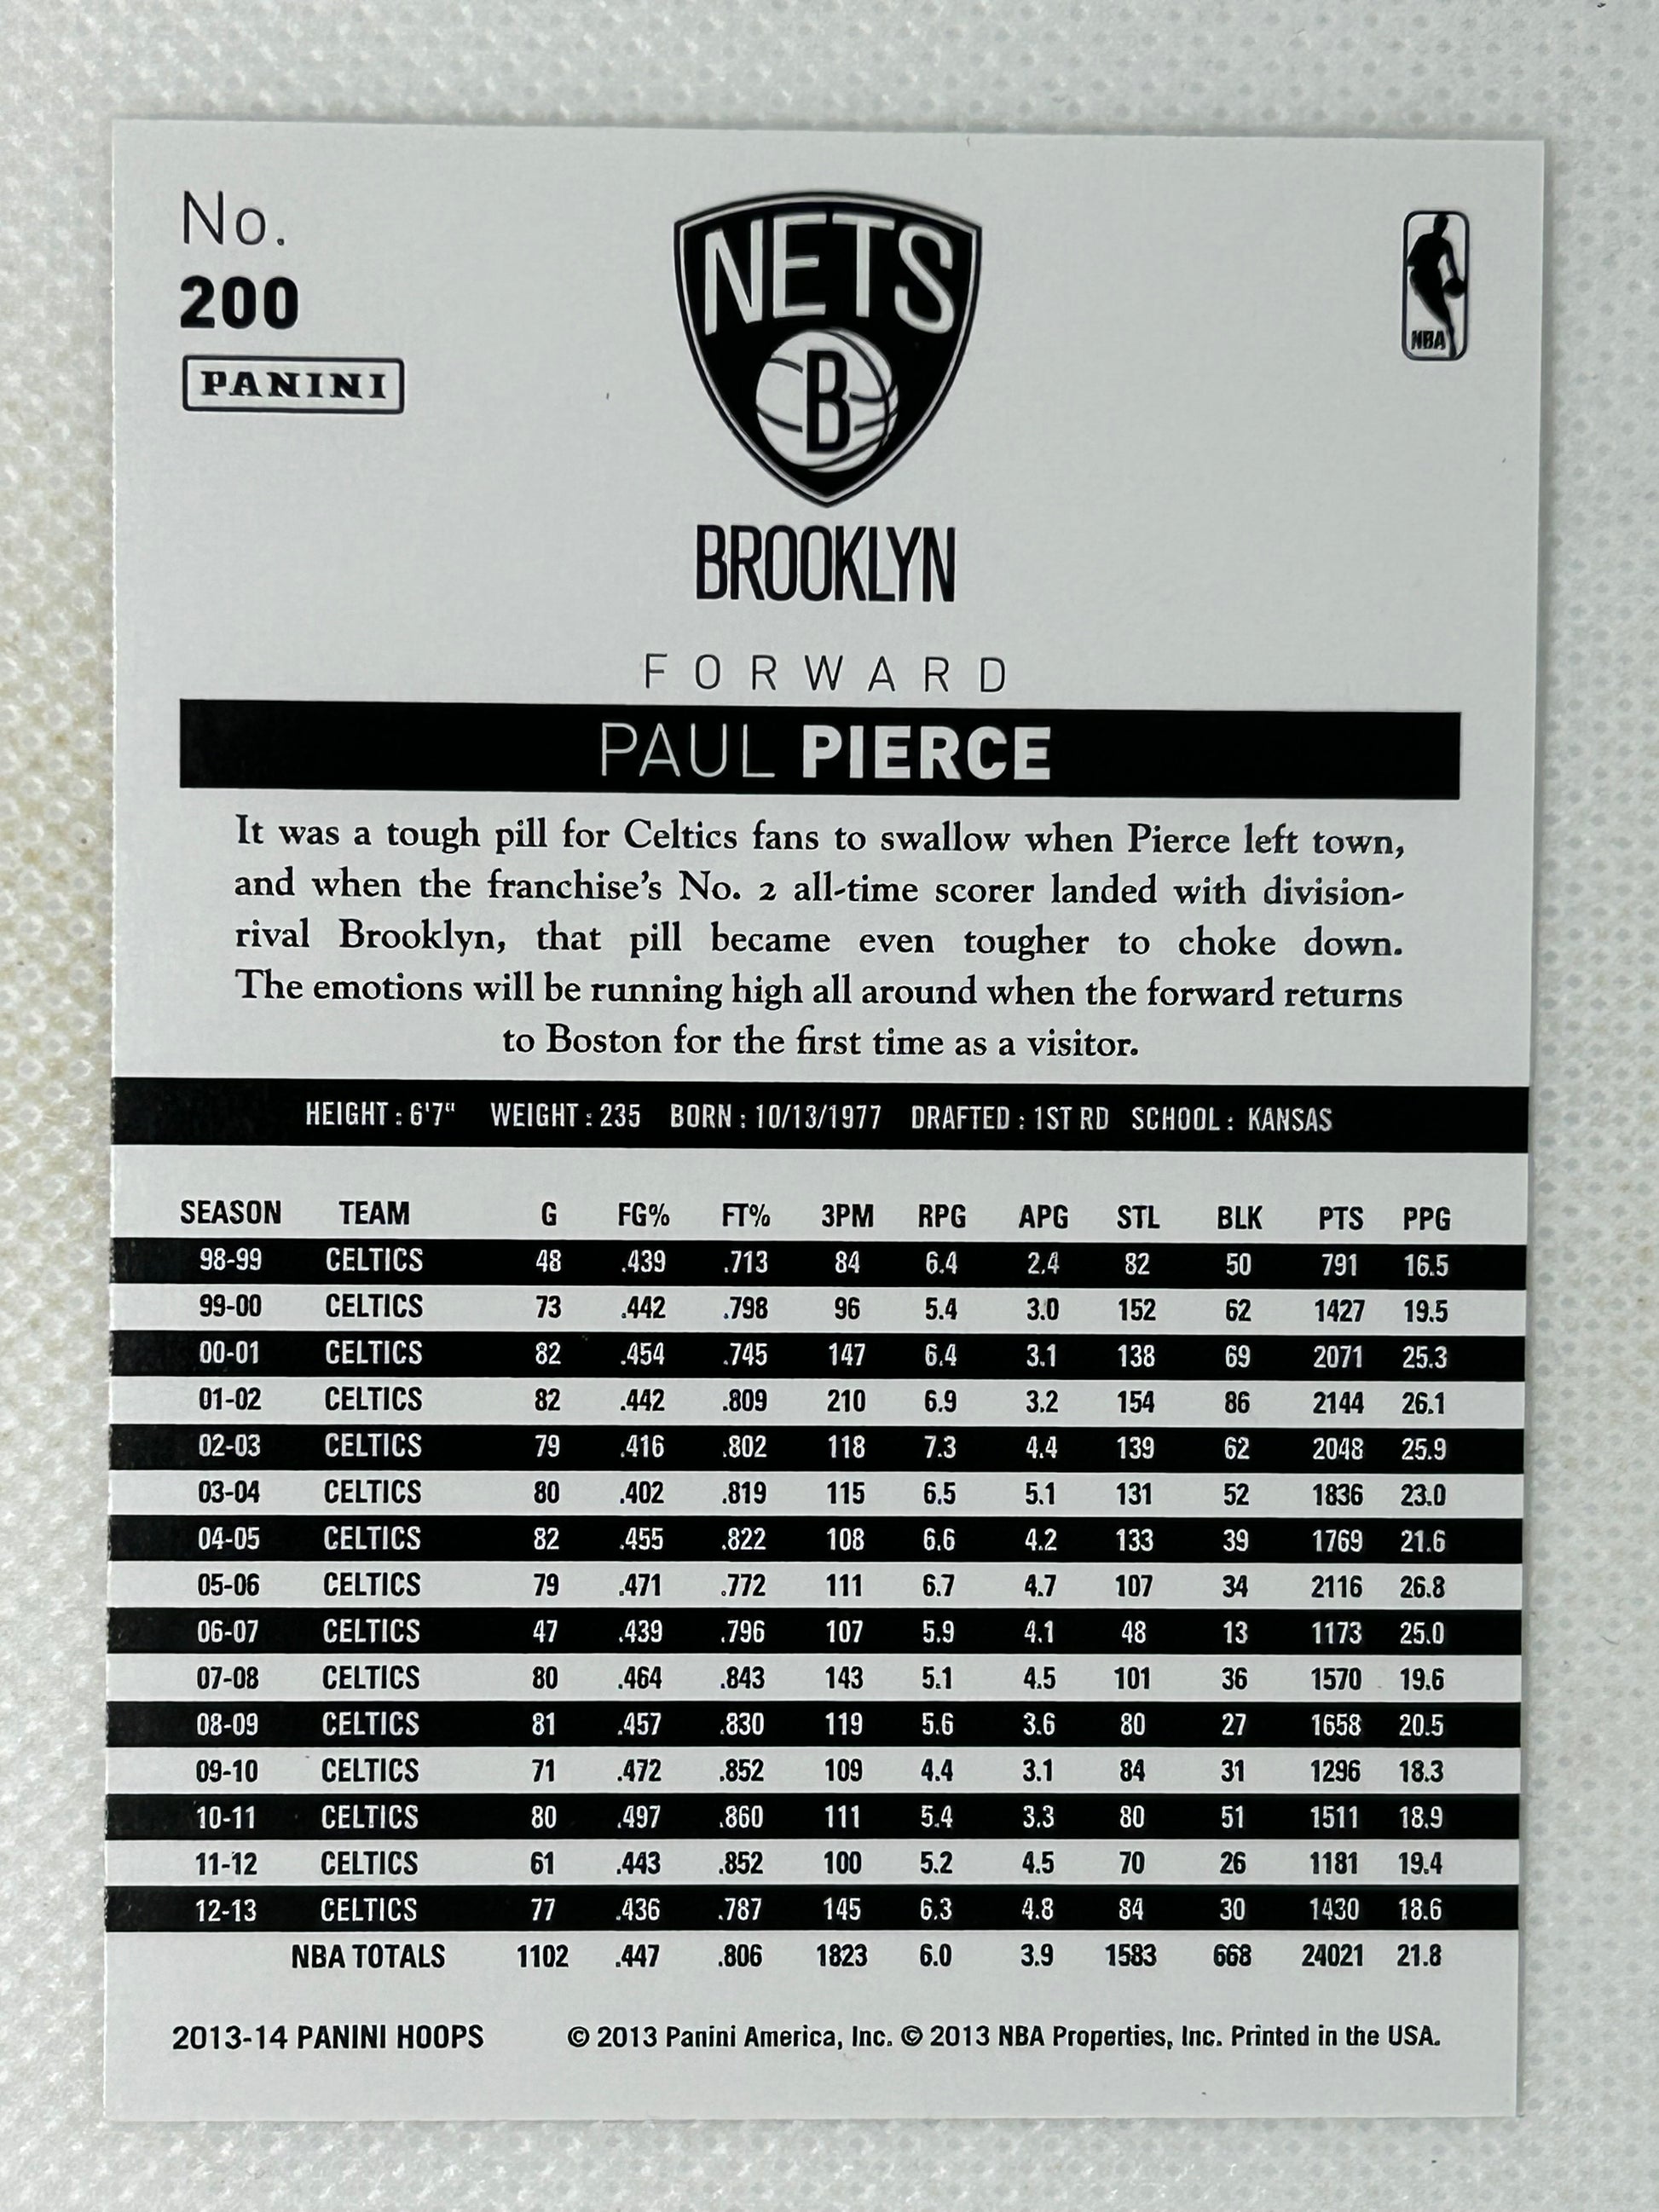 No.
200
PANINI
NETS
B
BROOKLYN
NBA
FORWARD
PAUL PIERCE
It was a tough pill for Celtics fans to swallow when Pierce left town,
and when the franchise's No. 2 all-time scorer landed with division-
rival Brooklyn, that pill became even tougher to choke down.
The emotions will be running high all around when the forward returns
to Boston for the first time as a visitor.
HEIGHT : 6'7" WEIGHT : 235 BORN : 10/13/1977 DRAFTED : 1ST RD SCHOOL : KANSAS
SEASON TEAM G FG% FT% 3PM RPG APG STL BLK PTS PPG
98-99 CELTICS 48 .439 .713 84 6.4 2.4 82 50 791 16.5
99-00 CELTICS 73 .442 .798 96 5.4 3.0 152 62 1427 19.5
00-01 CELTICS 82 .454 .745 147 6.4 3.1 138 69 2071 25.3
01-02 CELTICS 82 .442 .809 210 6.9 3.2 154 86 2144 26.1
02-03 CELTICS 79 .416 .802 118 7.3 4.4 139 62 2048 25.9
03-04 CELTICS 80 .402 .819 115 6.5 5.1 131 52 1836 23.0
04-05 CELTICS 82 .455 .822 108 6.6 4.2 133 39 1769 21.6
05-06 CELTICS 79 .471 .772 111 6.7 4.7 107 34 2116 26.8
06-07 CELTICS 47 .439 .796 107 5.9 4.1 48 13 1173 25.0
07-08 CELTICS 80 .464 .843 143 5.1 4.5 101 36 1570 19.6
08-09 CELTICS 81 .457 .830 119 5.6 3.6 80 27 1658 20.5
09-10 CELTICS 71 .472 .852 109 4.4 3.1 84 31 1296 18.3
10-11 CELTICS 80 .497 .860 111 5.4 3.3 80 51 1511 18.9
11-12 CELTICS 61 .443 .852 100 5.2 4.5 70 26 1181 19.4
12-13 CELTICS 77 .436 .787 145 6.3 4.8 84 30 1430 18.6
NBA TOTALS 1102 .447 .806 1823 6.0 3.9 1583 668 24021 21.8
2013-14 PANINI HOOPS © 2013 Panini America, Inc. © 2013 NBA Properties, Inc. Printed in the USA.